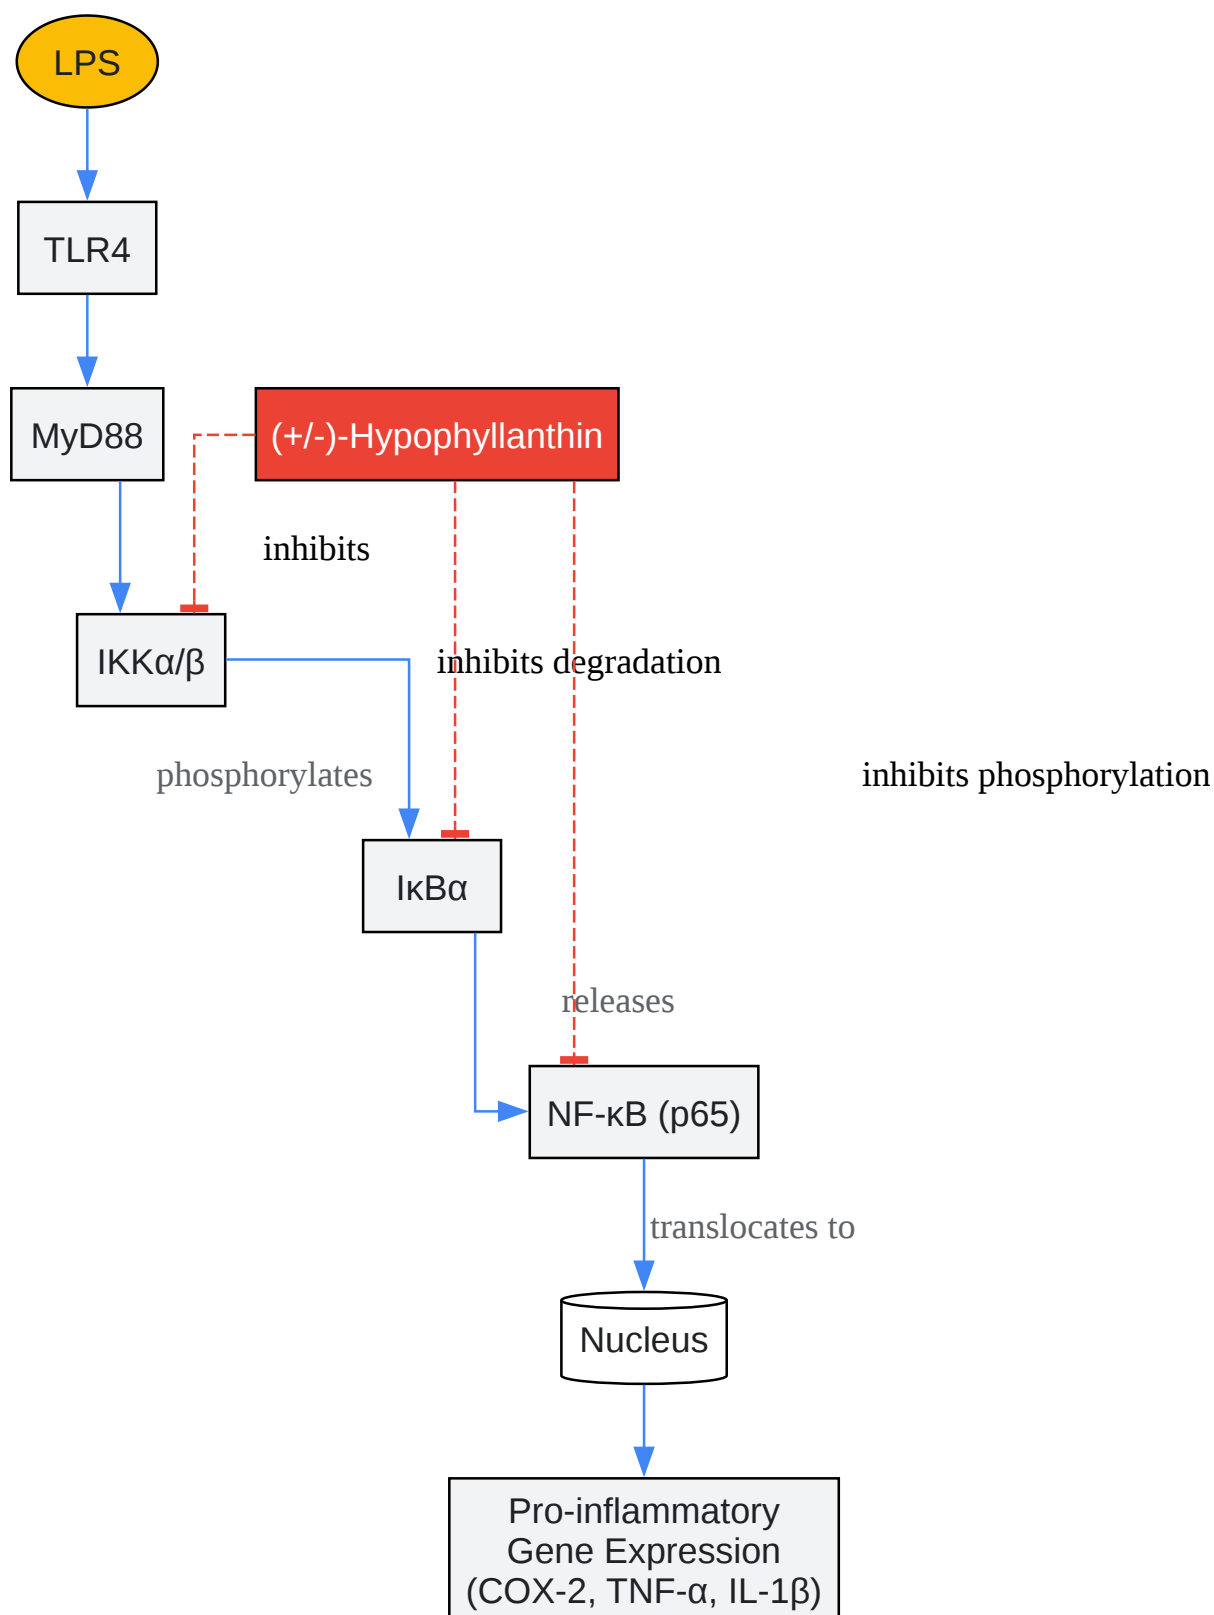 LPS
TLR4
MyD88
(+/-)-Hypophyllanthin
inhibits
IKKα/β
inhibits degradation
phosphorylates
inhibits phosphorylation
IκBα
releases
NF-κB (p65)
translocates to
Nucleus
Pro-inflammatory
Gene Expression
(COX-2, TNF-α, IL-1β)